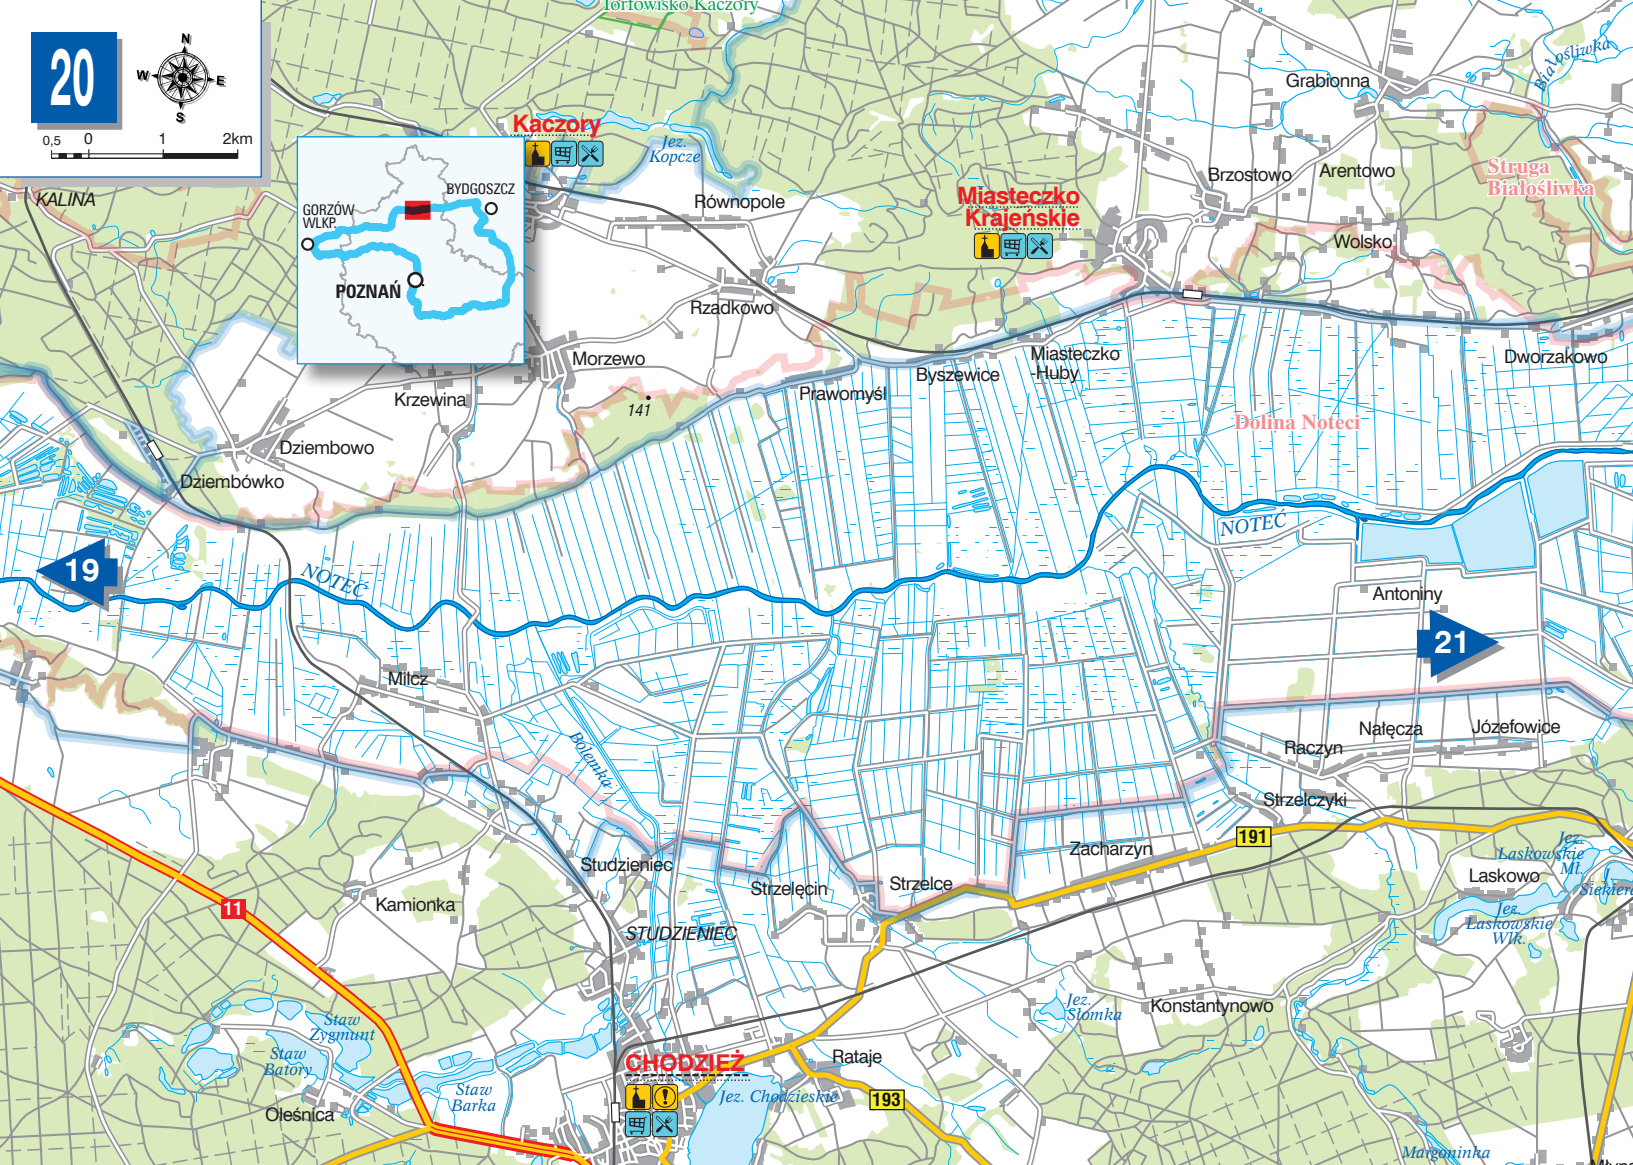 Torfowisko Kaczory
20
N
W
E
S
0,5
0
1
2km
KALINA
GORZÓW
WLKP.
BYDGOSZCZ
POZNAŃ
Kaczory
Jez.
Kopcze
Równopole
Rzadkowo
Morzewo
141
Krzewina
Dziembowo
Dziembówko
Prawomyśl
Byszewice
Miasteczko
-Huby
Miasteczko
Krajeńskie
Grabionna
Białośliwka
Brzostowo
Arentowo
Struga
Białośliwka
Wolsko
Dworzakowo
Dolina Noteci
NOTEĆ
NOTEĆ
19
21
Antoniny
Milcz
Bolemka
Nałęcza
Józefowice
Raczyn
Strzelczyki
191
Zacharzyn
Strzelce
Strzelęcin
Studzieniec
STUDZIENIEC
Kamionka
11
Jez.
Laskowskie
Mł.
Laskowo
Jez.
Laskowskie
Wlk.
J.
Siekiera
Jez.
Słomka
Konstantynowo
Staw
Zygmunt
Staw
Batory
Staw
Barka
Oleśnica
CHODZIEŻ
Jez. Chodzieskie
Rataje
193
Margoninka